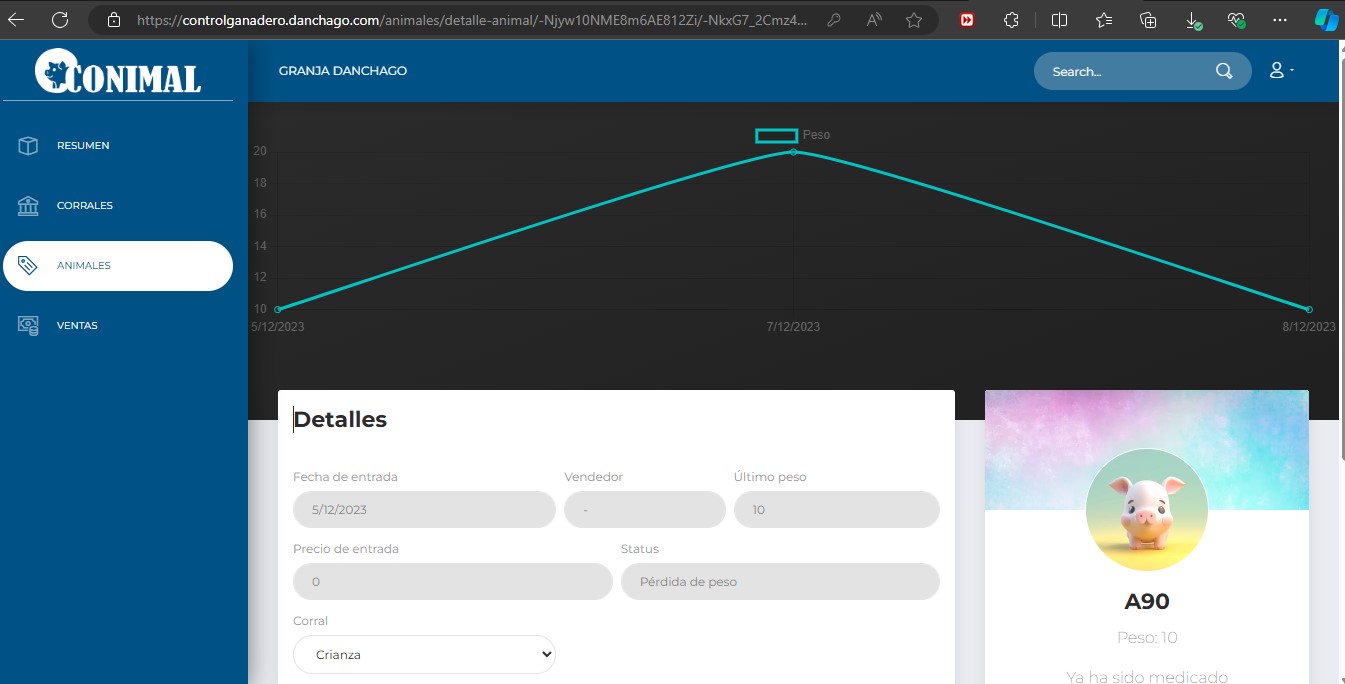 https://controlganadero.danchago.com/animales/detalle-animal/-Njyw10NME8m6AE812Zi/-NkxG7_2Cmz4...
CONIMAL
GRANJA DANCHAGO
Search...
RESUMEN
CORRALES
ANIMALES
VENTAS
Peso
20
18
16
14
12
10
5/12/2023 7/12/2023 8/12/2023
Detalles
Fecha de entrada Vendedor Último peso
5/12/2023 - 10
Precio de entrada Status
0 Pérdida de peso
Corral
Crianza
A90
Peso: 10
Ya ha sido medicado